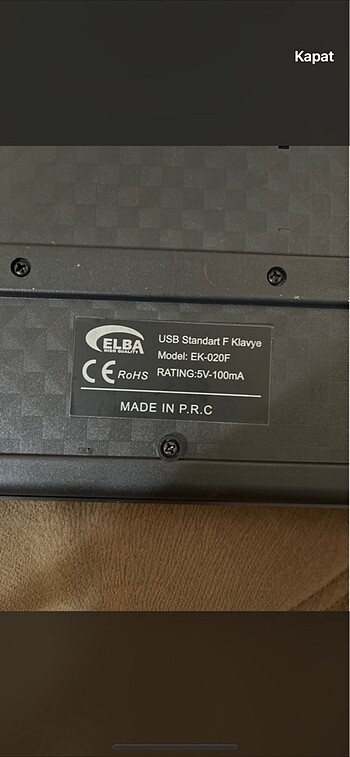 Kapat
ELBA
HIGH QUALITY
USB Standart F Klavye
Model: EK-020F
CE RoHS RATING:5V-100mA
MADE IN P.R.C